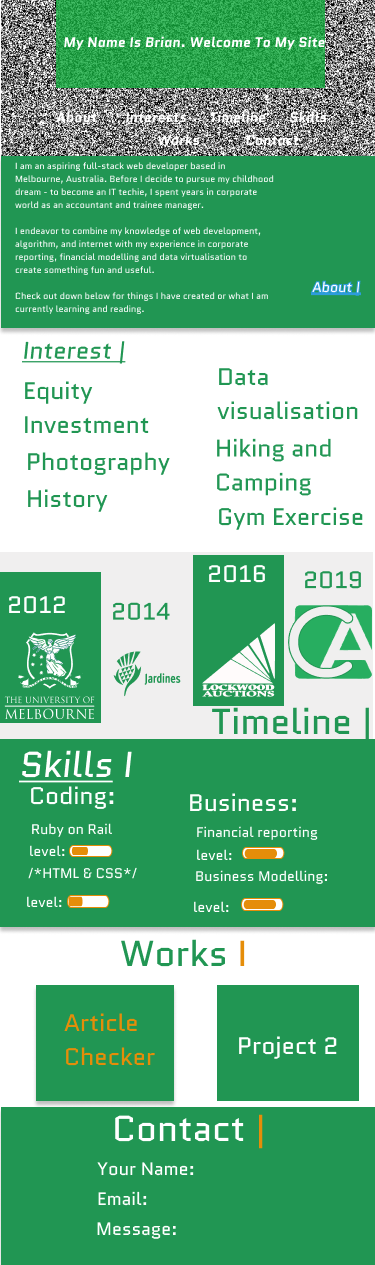 My Name Is Brian. Welcome To My Site
About Interests Timeline Skills
Works Contact
I am an aspiring full-stack web developer based in
Melbourne, Australia. Before I decide to pursue my childhood
dream - to become an IT techie, I spent years in corporate
world as an accountant and trainee manager.
I endeavor to combine my knowledge of web development,
algorithm, and internet with my experience in corporate
reporting, financial modelling and data virtualisation to
create something fun and useful.
Check out down below for things I have created or what I am
currently learning and reading.
About |
Interest |
Equity
Investment
Photography
History
Data
visualisation
Hiking and
Camping
Gym Exercise
2012
THE UNIVERSITY OF
MELBOURNE
2014
Jardines
2016
LOCKWOOD
AUCTIONS
2019
CA
Timeline |
Skills I
Coding:
Ruby on Rail
level:
/*HTML & CSS*/
level:
Business:
Financial reporting
level:
Business Modelling:
level:
Works I
Article
Checker
Project 2
Contact |
Your Name:
Email:
Message: